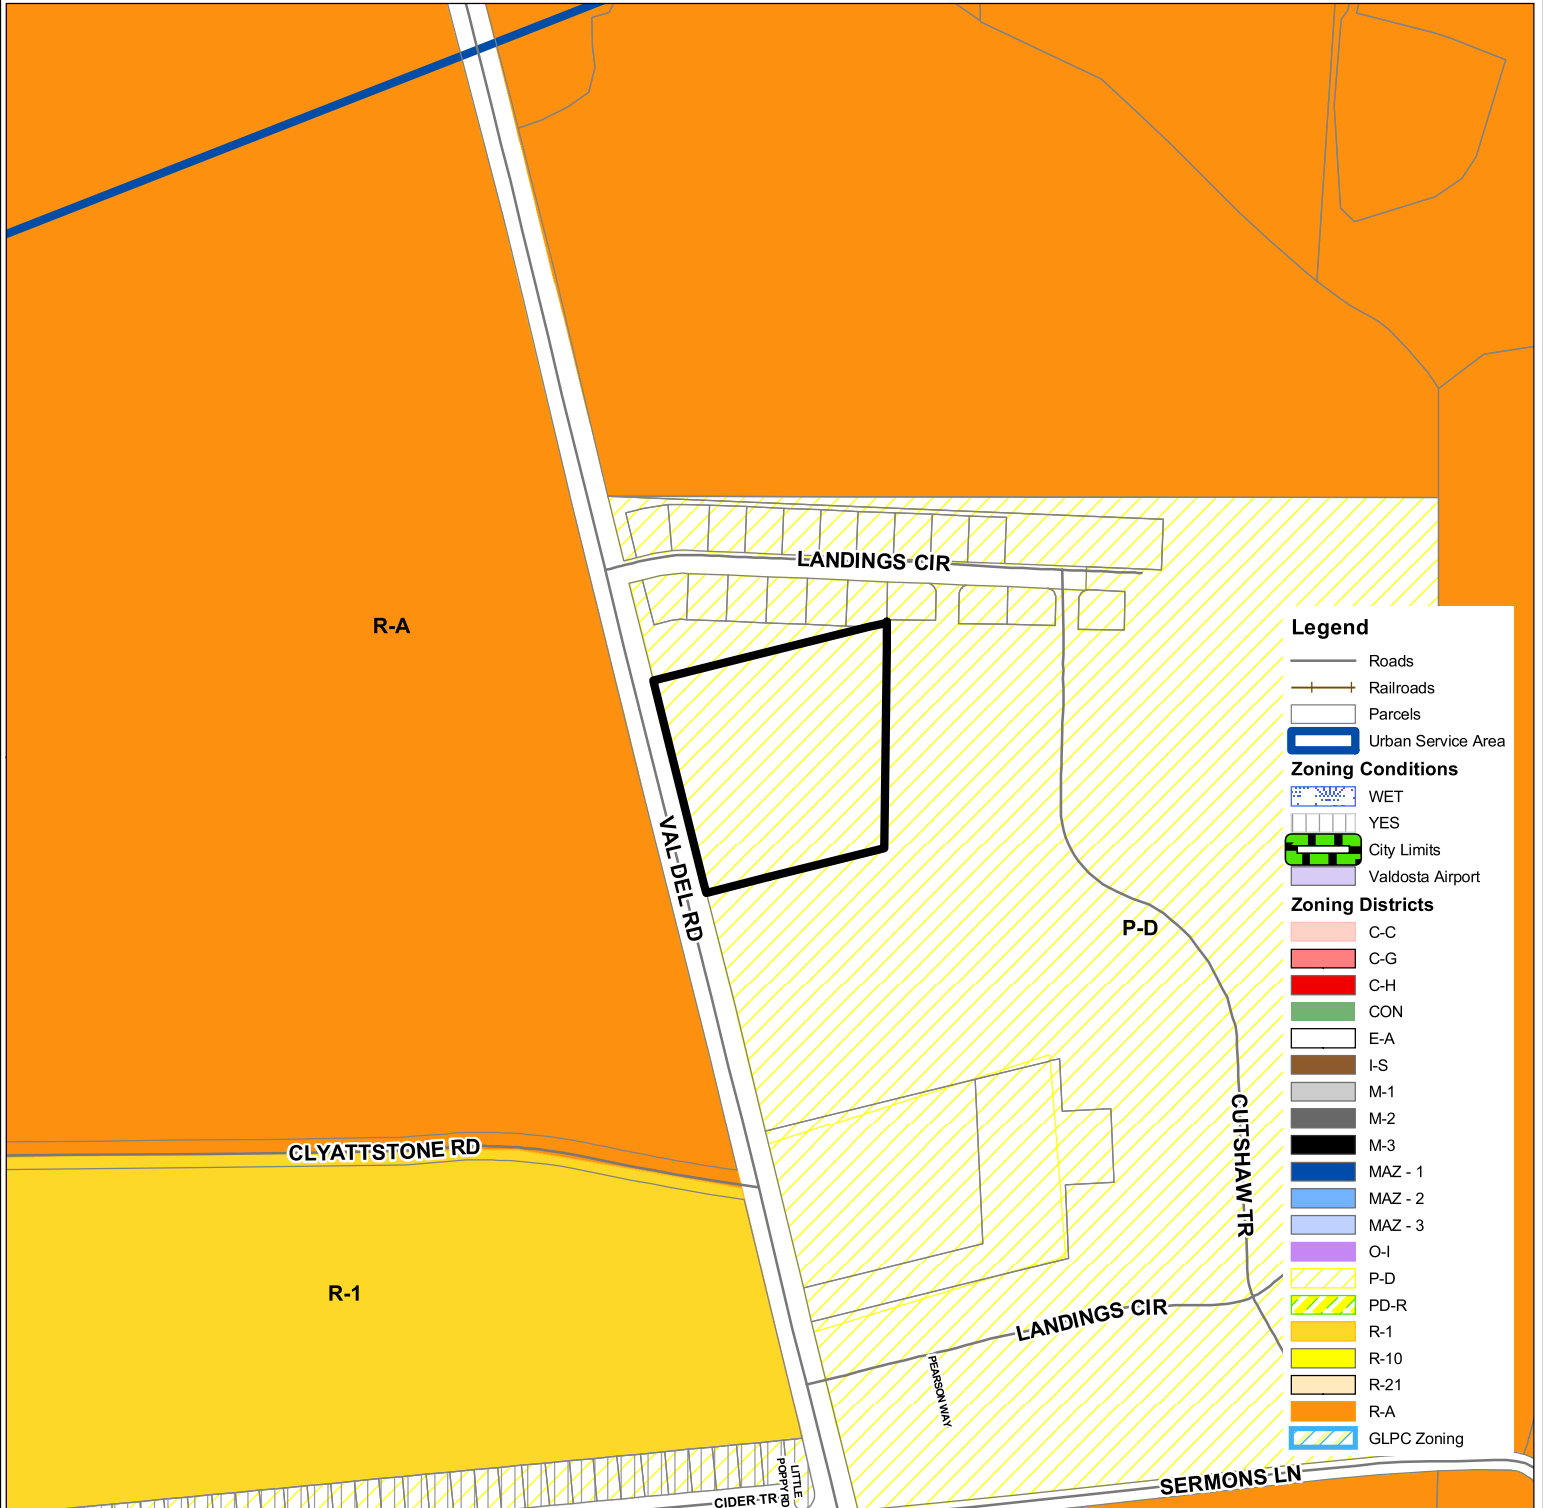 LANDINGS CIR
R-A
VAL DEL RD
P-D
CLYATTSTONE RD
CUTSHAW TR
R-1
LANDINGS CIR
PEARSON WAY
LITTLE
POPPY RD
CIDER TR
SERMONS LN
Legend
Roads
Railroads
Parcels
Urban Service Area
Zoning Conditions
WET
YES
City Limits
Valdosta Airport
Zoning Districts
C-C
C-G
C-H
CON
E-A
I-S
M-1
M-2
M-3
MAZ - 1
MAZ - 2
MAZ - 3
O-I
P-D
PD-R
R-1
R-10
R-21
R-A
GLPC Zoning